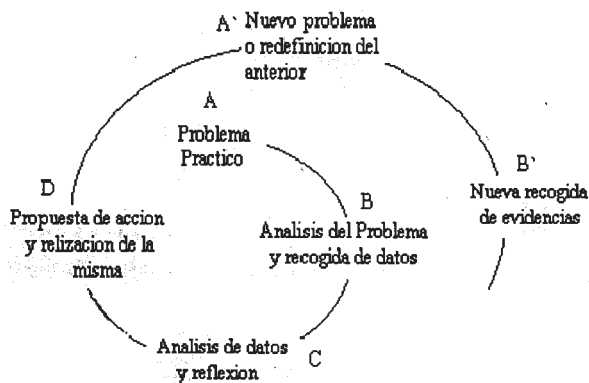 A' Nuevo problema
o redefinicion del
anterior
A
Problema
Practico
B
Analisis del Problema
y recogida de datos
C
Analisis de datos
y reflexion
D
Propuesta de accion
y relizacion de la
misma
B'
Nueva recogida
de evidencias